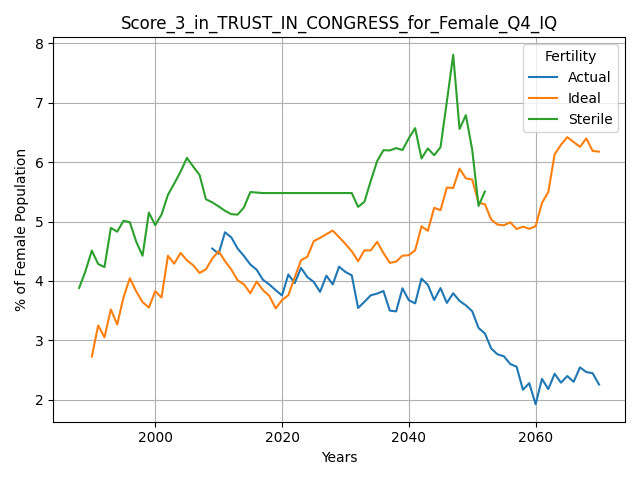 Score_3_in_TRUST_IN_CONGRESS_for_Female_Q4_IQ
Fertility
Actual
Ideal
Sterile
% of Female Population
8
7
6
5
4
3
2
2000
2020
2040
2060
Years